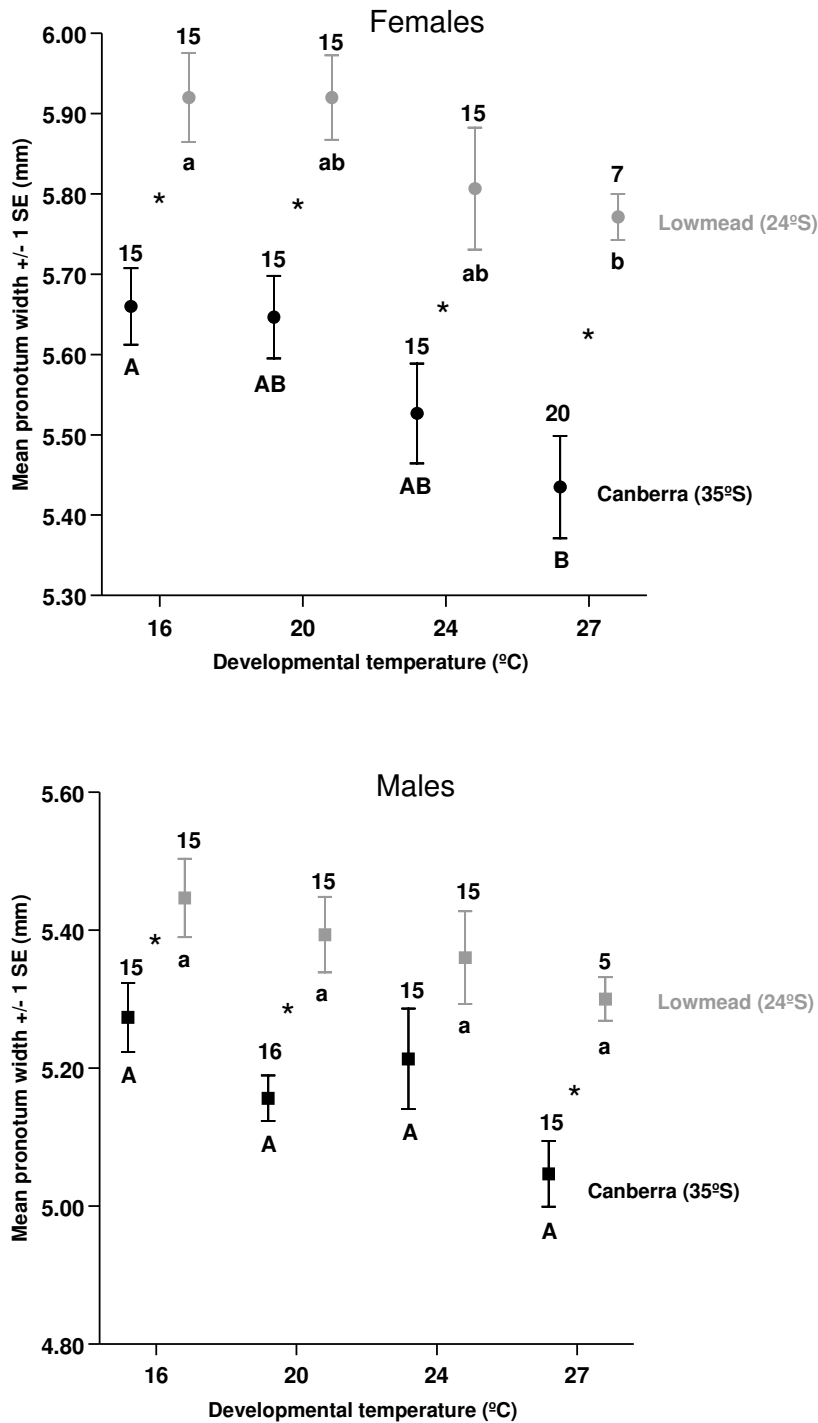 Females
6.00
5.90
5.80
5.70
5.60
5.50
5.40
5.30
Mean pronotum width +/- 1 SE (mm)
15
15
15
7
a
ab
ab
b
*
*
*
*
15
15
15
20
A
AB
AB
B
Lowmead (24ºS)
Canberra (35ºS)
16
20
24
27
Developmental temperature (ºC)
Males
5.60
5.40
5.20
5.00
4.80
Mean pronotum width +/- 1 SE (mm)
15
15
15
5
a
a
a
a
*
*
*
15
16
15
15
A
A
A
A
Lowmead (24ºS)
Canberra (35ºS)
16
20
24
27
Developmental temperature (ºC)